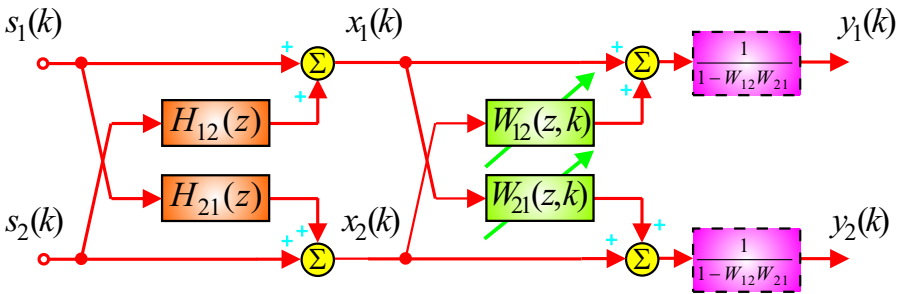 s₁(k) x₁(k) y₁(k)
+ Σ + Σ 1/(1−W₁₂W₂₁)
+ +
H₁₂(z) W₁₂(z,k)
H₂₁(z) W₂₁(z,k)
s₂(k) x₂(k) y₂(k)
+ + Σ + + Σ 1/(1−W₁₂W₂₁)